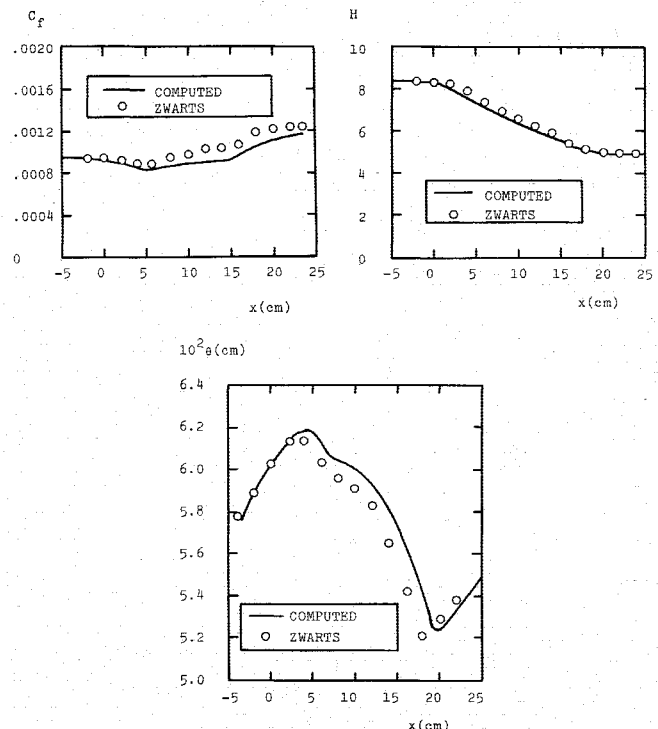 C_f
.0020
.0012
.0008
.0004
0
-5 0 5 10 15 20 25
x(cm)
COMPUTED
ZWARTS
H
10
8
6
4
2
0
-5 0 5 10 15 20 25
x(cm)
COMPUTED
ZWARTS
10²θ(cm)
6.4
6.2
6.0
5.8
5.6
5.4
5.2
5.0
-5 0 5 10 15 20 25
x(cm)
COMPUTED
ZWARTS